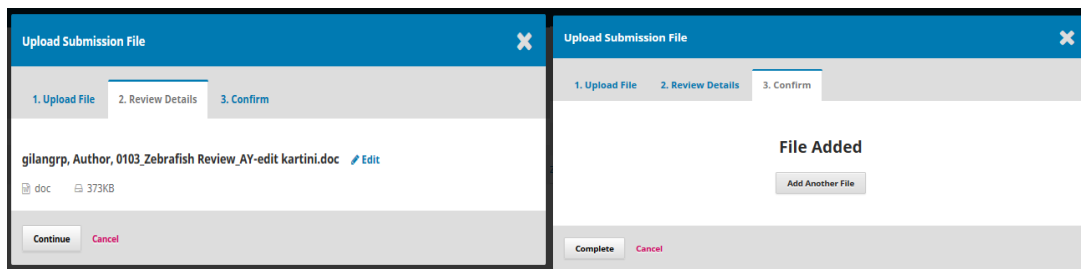 Upload Submission File
1. Upload File 2. Review Details 3. Confirm
gilangrp, Author, 0103_Zebrafish Review_AY-edit kartini.doc Edit
doc 373KB
Continue Cancel
Upload Submission File
1. Upload File 2. Review Details 3. Confirm
File Added
Add Another File
Complete Cancel